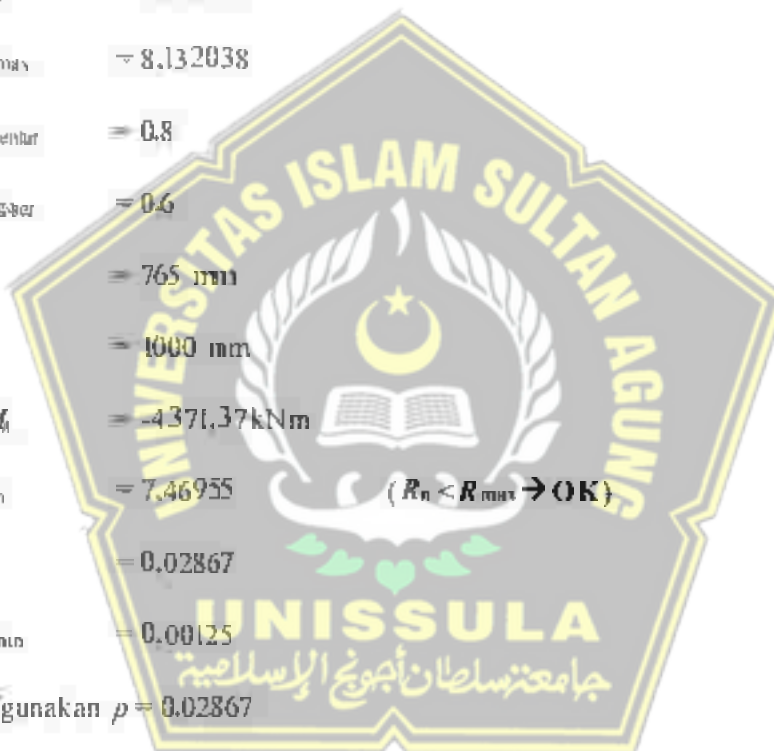 = 8.132038
= 0.8
= 0.6
= 765 mm
= 1000 mm
= -4371,37kNm
= 7.46955 (Rn < Rmax → OK)
= 0.02867
= 0.00125
gunakan ρ = 0.02867
UNIVERSITAS ISLAM SULTAN AGUNG
UNISSULA
جامعة سلطان أجونج الإسلامية